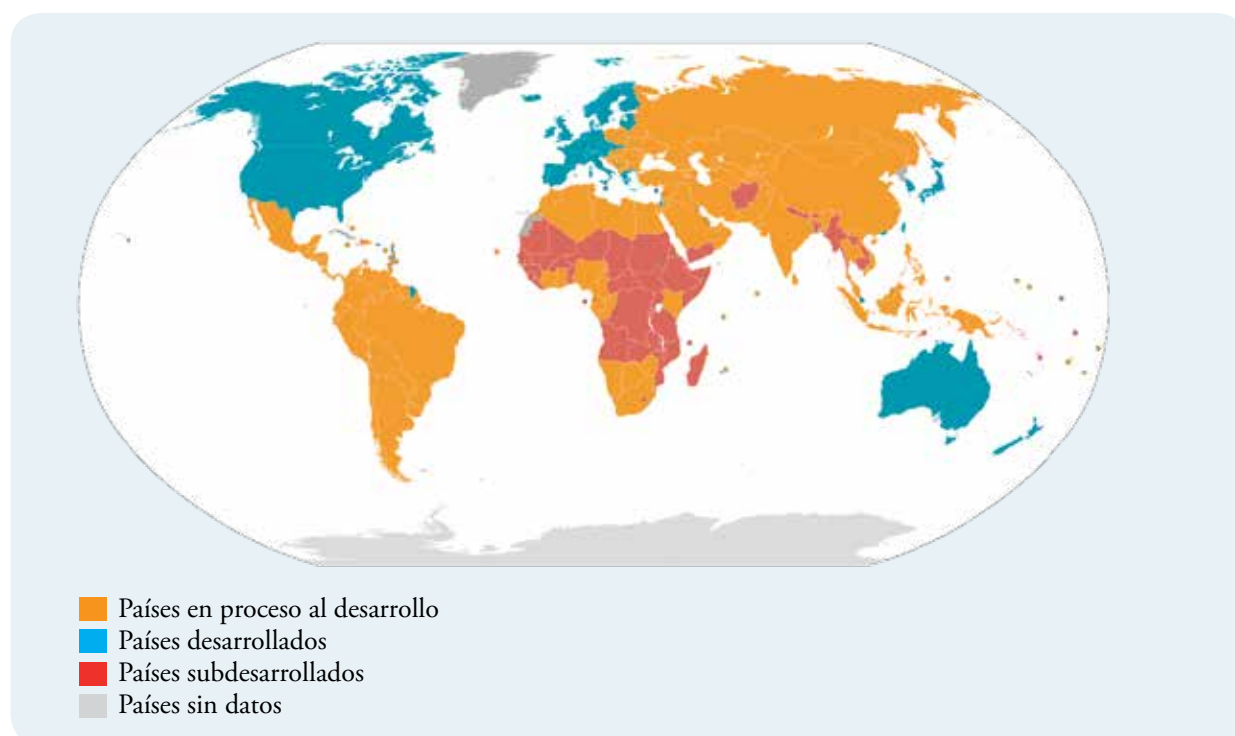 Países en proceso al desarrollo
Países desarrollados
Países subdesarrollados
Países sin datos